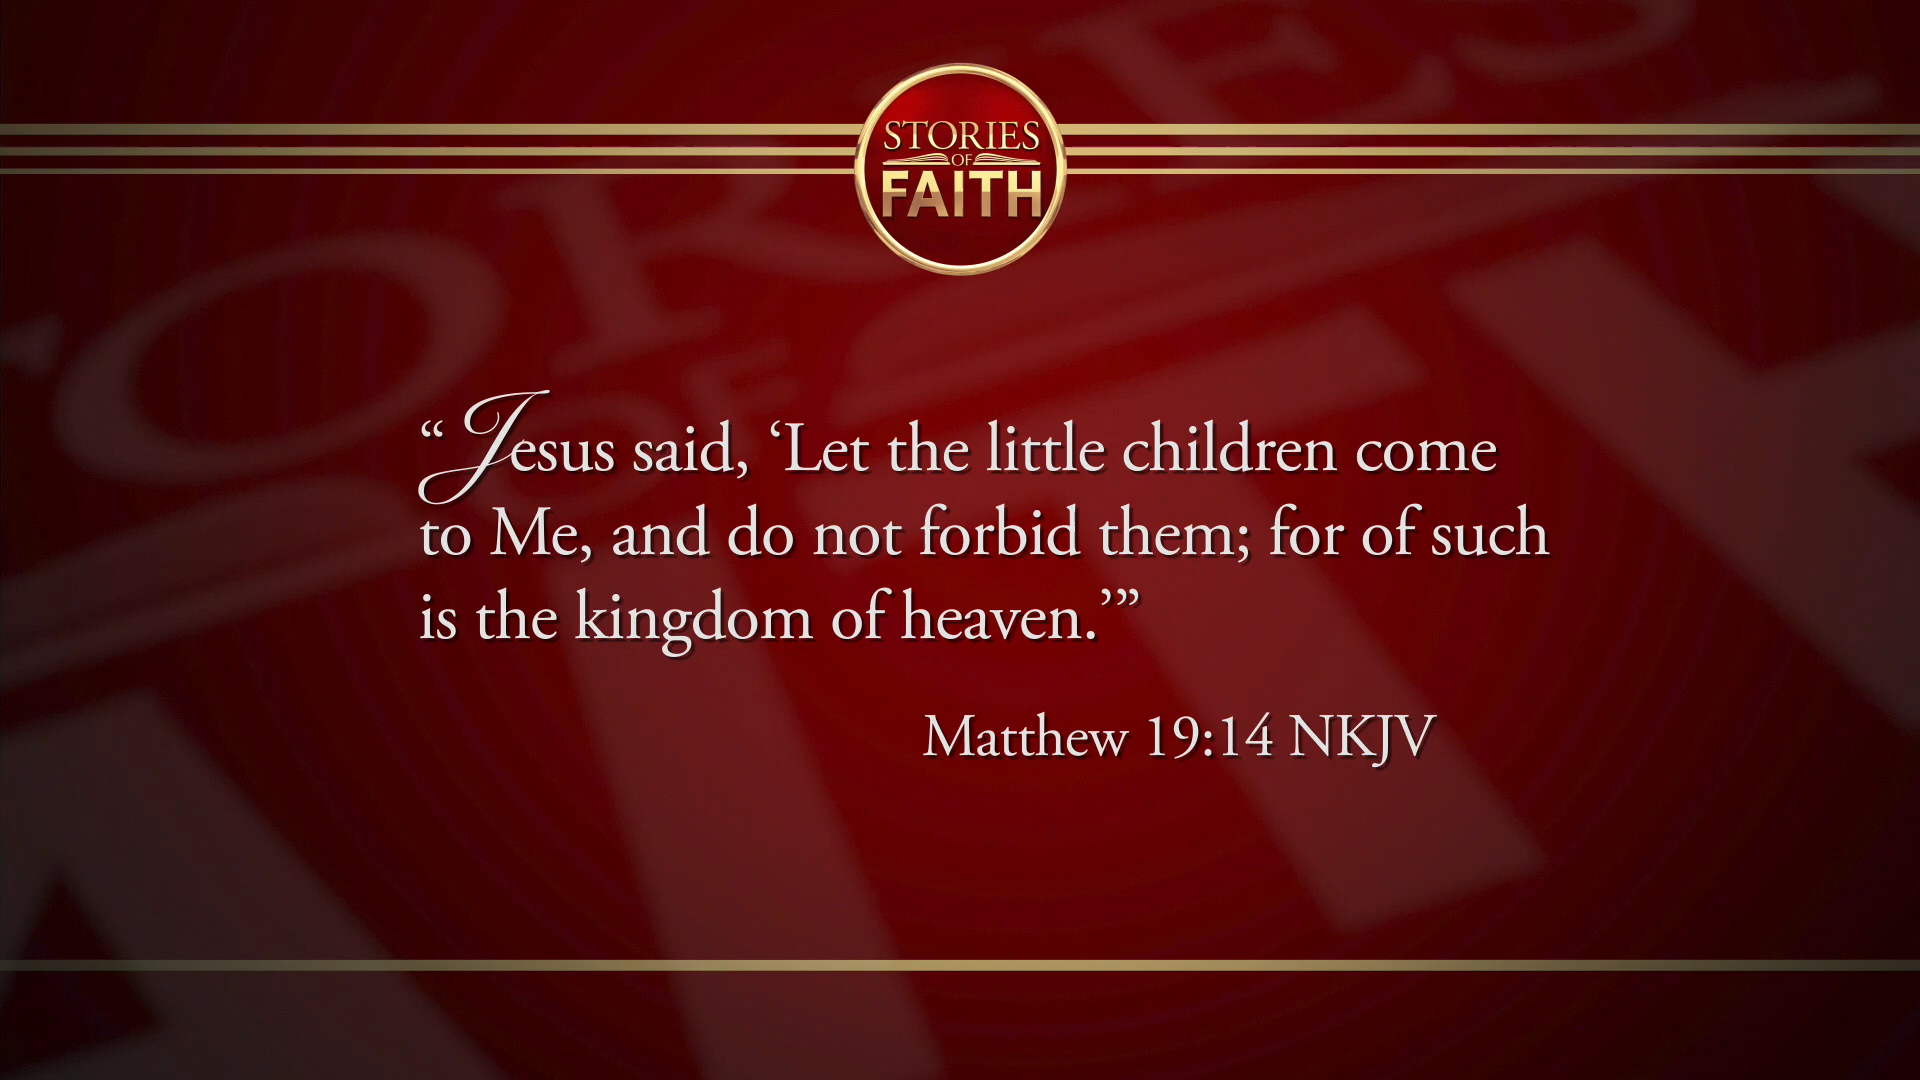 STORIES
OF
FAITH
“Jesus said, ‘Let the little children come
to Me, and do not forbid them; for of such
is the kingdom of heaven.’”
Matthew 19:14 NKJV